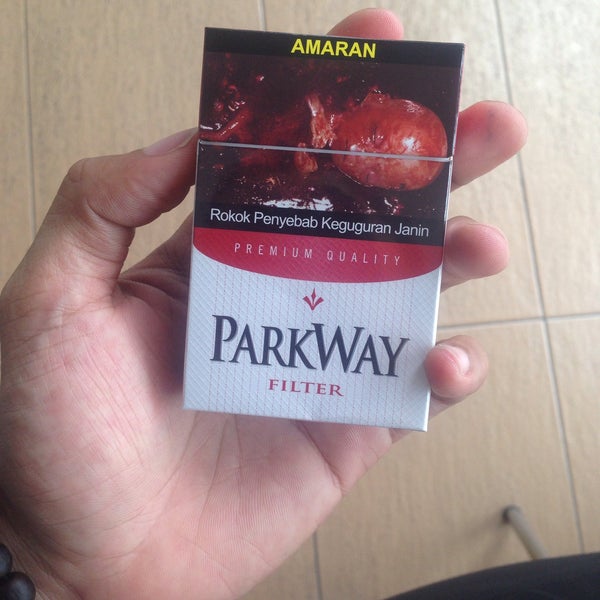 AMARAN
Rokok Penyebab Keguguran Janin
PREMIUM QUALITY
PARKWAY
FILTER